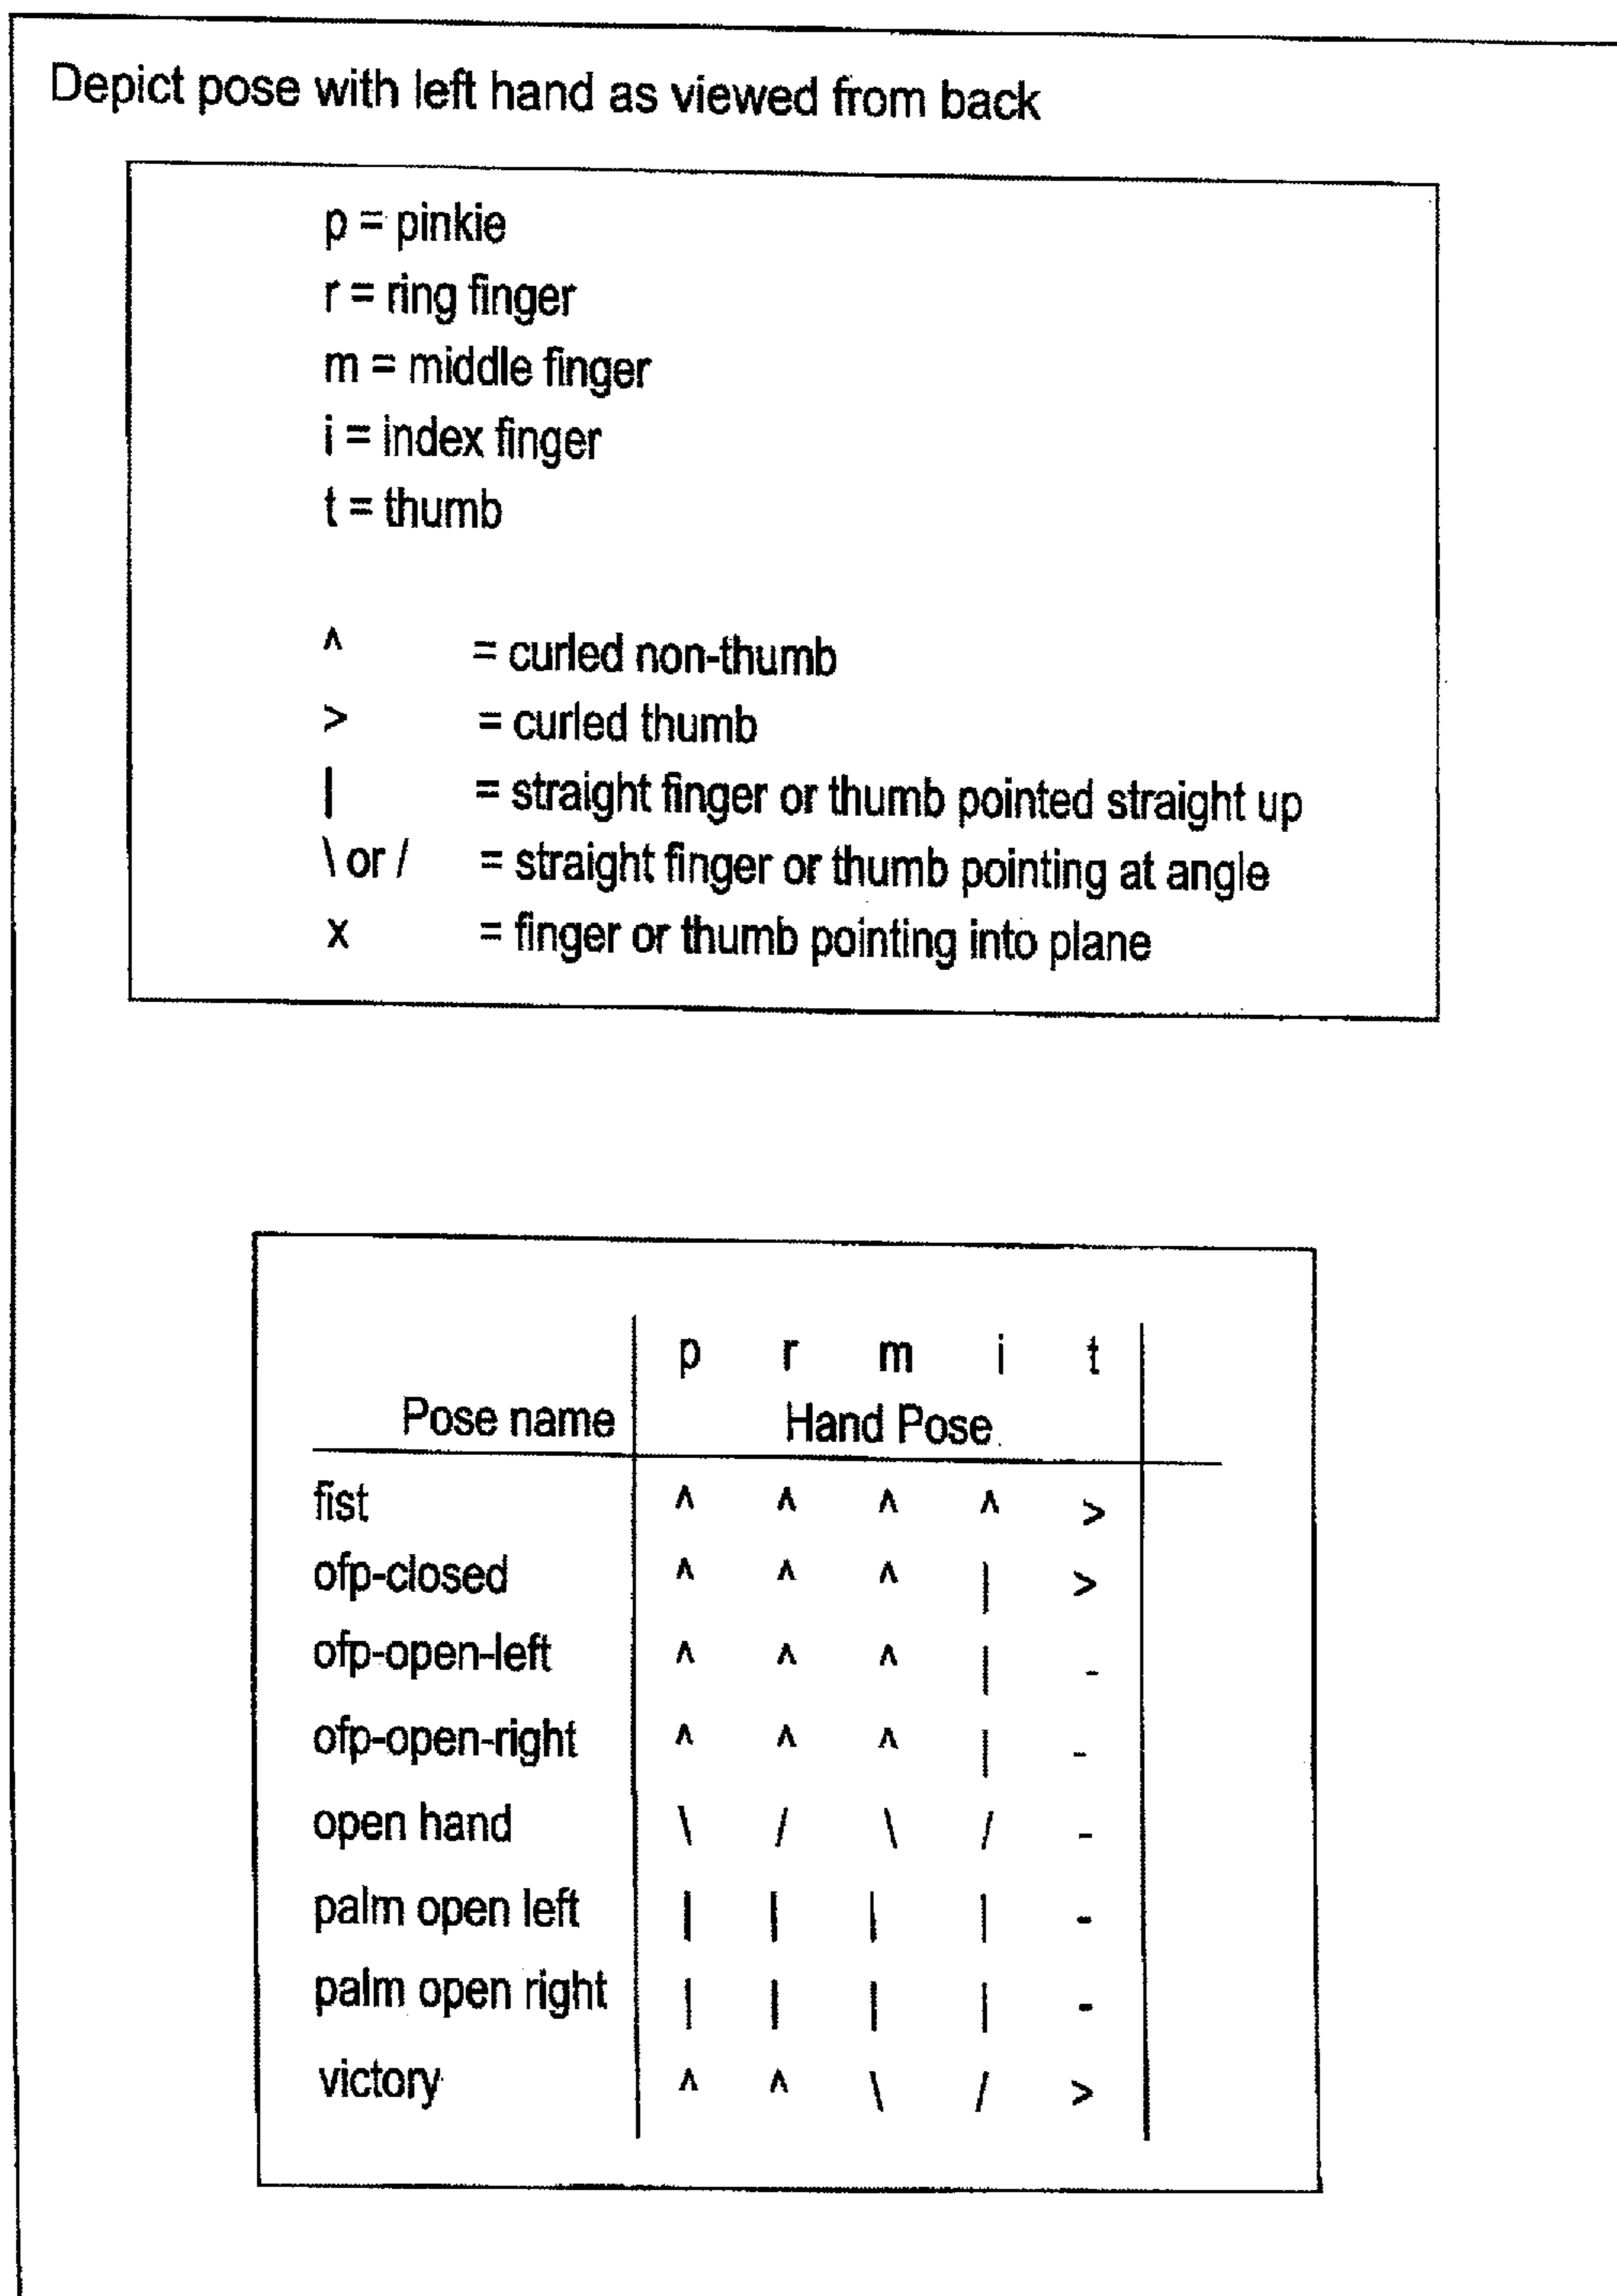 Depict pose with left hand as viewed from back
p = pinkie
r = ring finger
m = middle finger
i = index finger
t = thumb
^ = curled non-thumb
> = curled thumb
| = straight finger or thumb pointed straight up
\ or / = straight finger or thumb pointing at angle
x = finger or thumb pointing into plane
p r m i t
Pose name Hand Pose
fist ^ ^ ^ ^ >
ofp-closed ^ ^ ^ | >
ofp-open-left ^ ^ ^ | -
ofp-open-right ^ ^ ^ | -
open hand \ / \ / -
palm open left | | | | -
palm open right | | | | -
victory ^ ^ \ / >